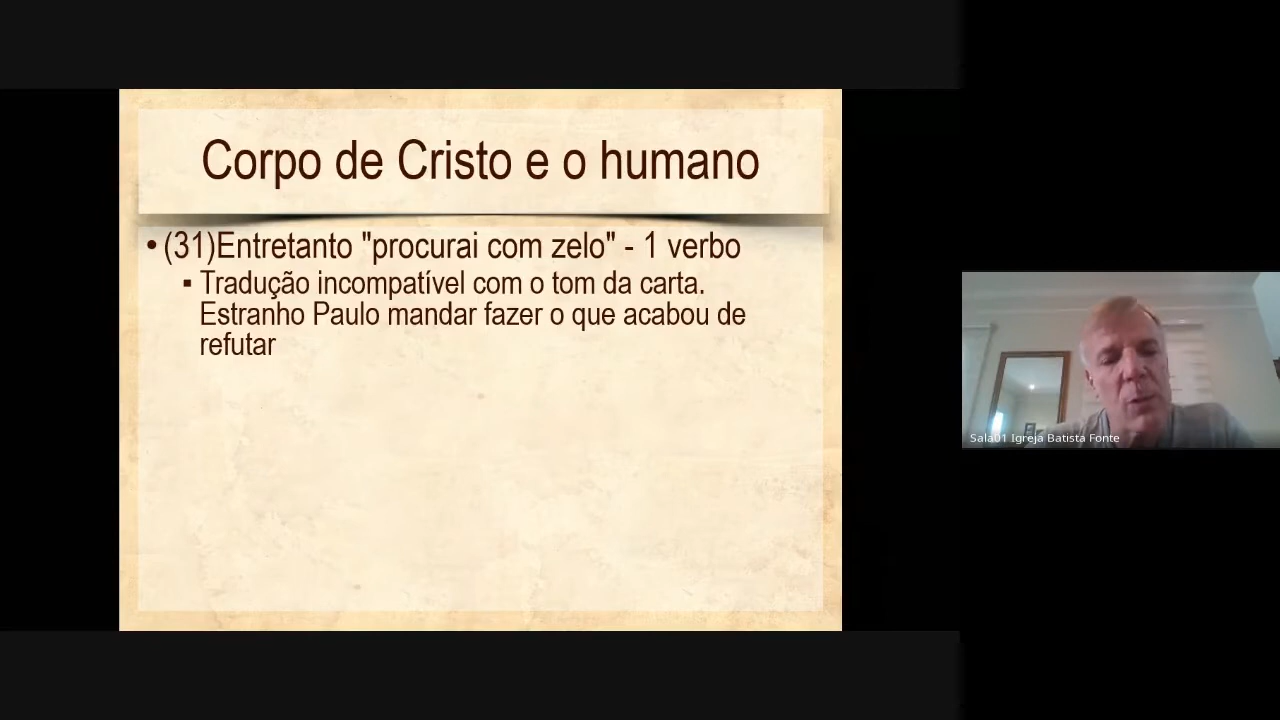 Corpo de Cristo e o humano
• (31)Entretanto "procurai com zelo" - 1 verbo
▪ Tradução incompatível com o tom da carta.
Estranho Paulo mandar fazer o que acabou de
refutar
Sala01 Igreja Batista Fonte